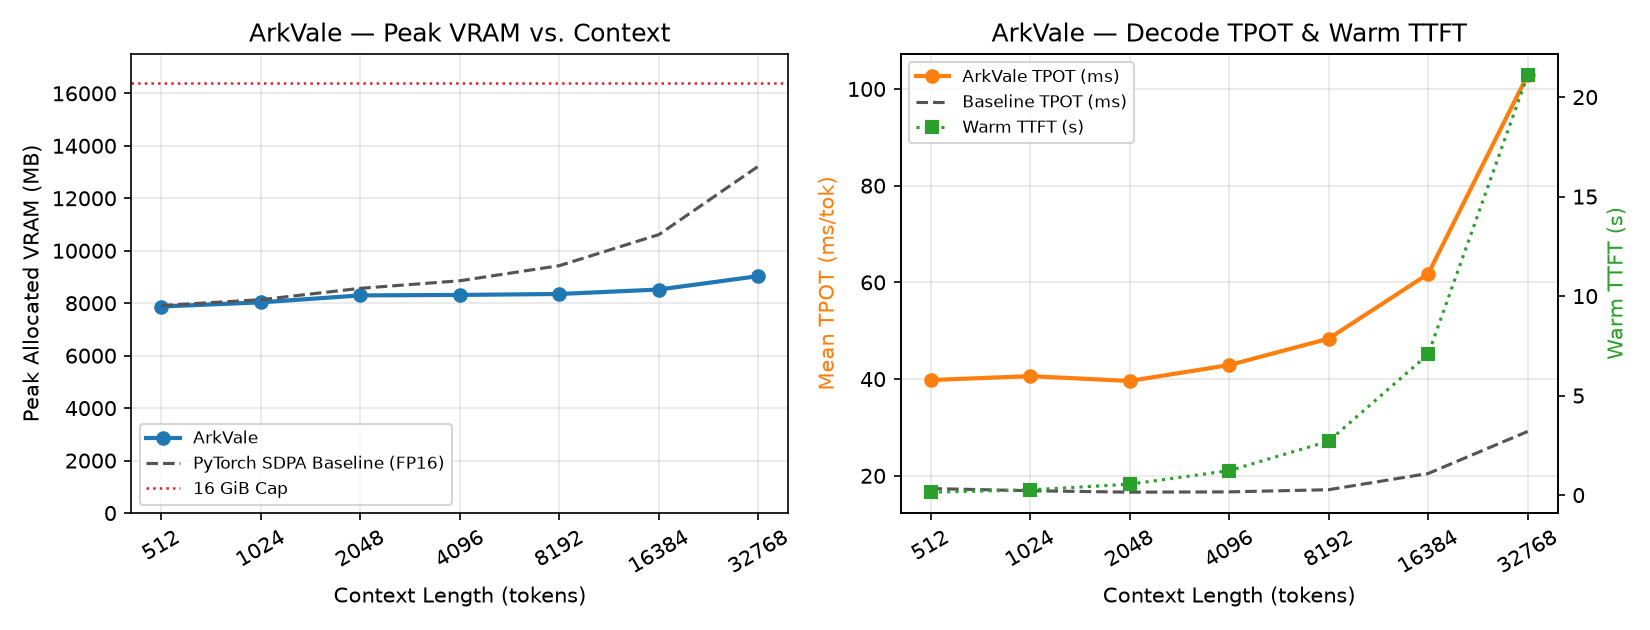 ArkVale — Peak VRAM vs. Context
Peak Allocated VRAM (MB)
16000
14000
12000
10000
8000
6000
4000
2000
0
ArkVale
PyTorch SDPA Baseline (FP16)
16 GiB Cap
512
1024
2048
4096
8192
16384
32768
Context Length (tokens)
ArkVale — Decode TPOT & Warm TTFT
Mean TPOT (ms/tok)
100
80
60
40
20
ArkVale TPOT (ms)
Baseline TPOT (ms)
Warm TTFT (s)
20
15
10
5
0
Warm TTFT (s)
512
1024
2048
4096
8192
16384
32768
Context Length (tokens)